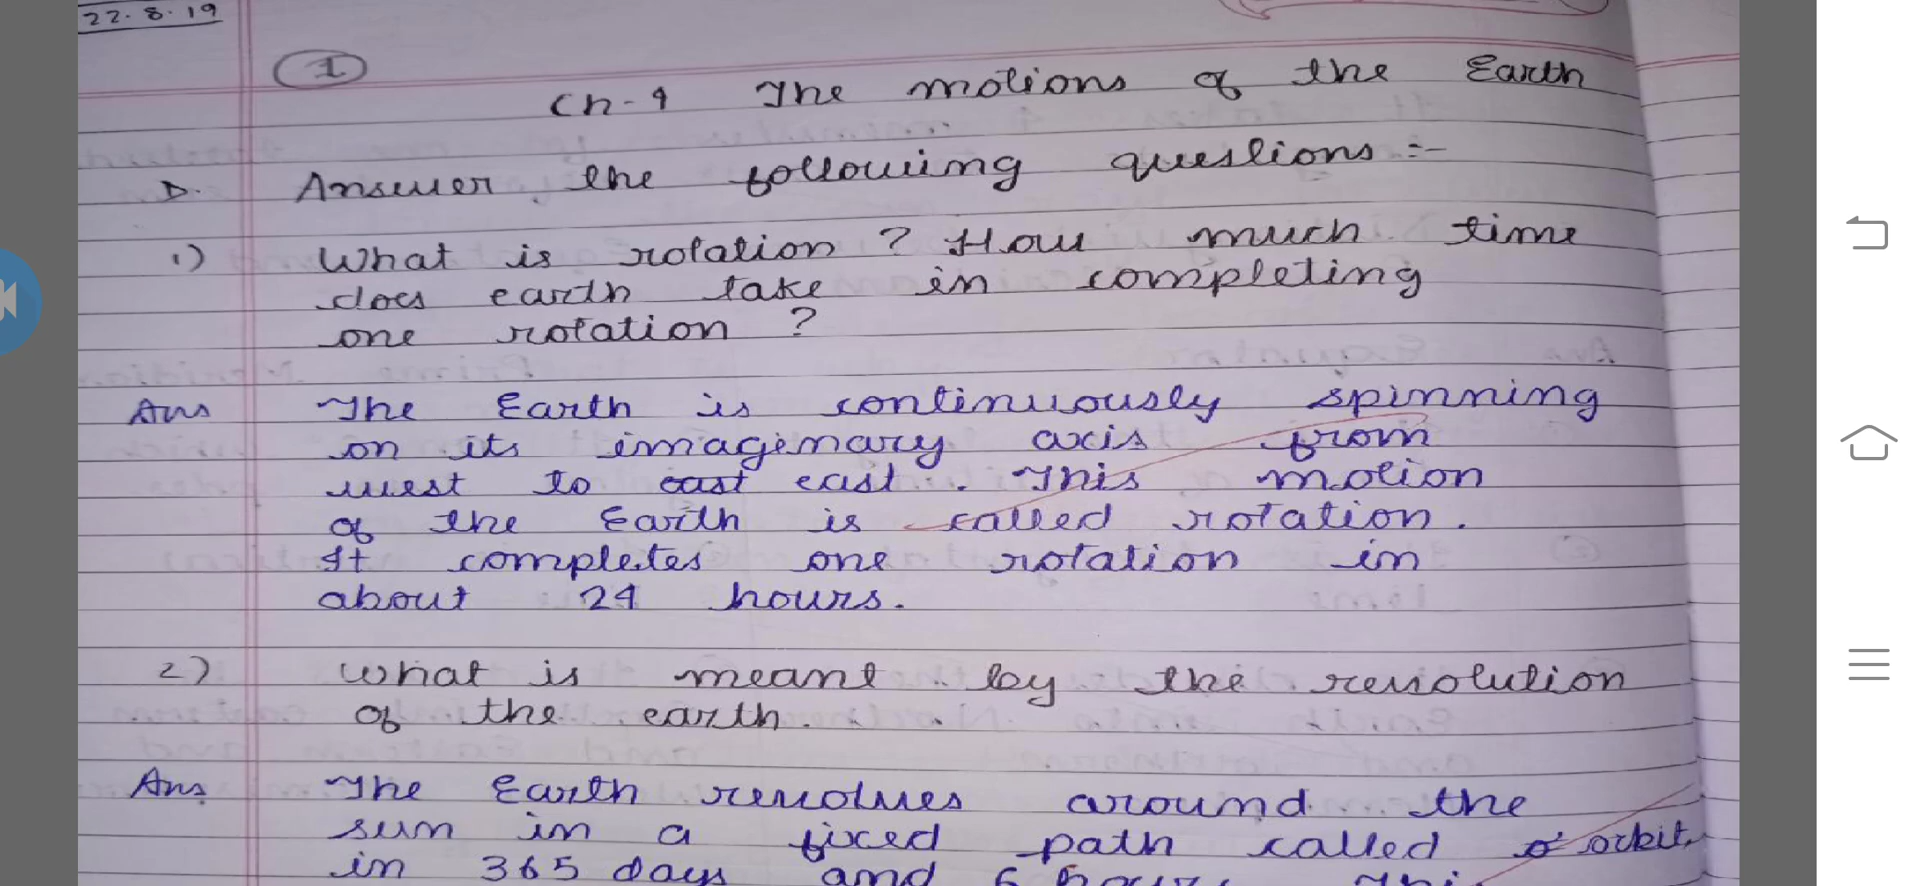 22.8.19
1
Ch-4 The motions of the Earth
D. Answer the following questions :-
1) What is rotation ? How much time
does earth take in completing
one rotation ?
Ans The Earth is continuously spinning
on its imaginary axis from
west to east east. This motion
of the Earth is called rotation.
It completes one rotation in
about 24 hours.
2) What is meant by the revolution
of the earth.
Ans The Earth revolves around the
sun in a fixed path called o orbit,
in 365 days and 6 hours. Thi